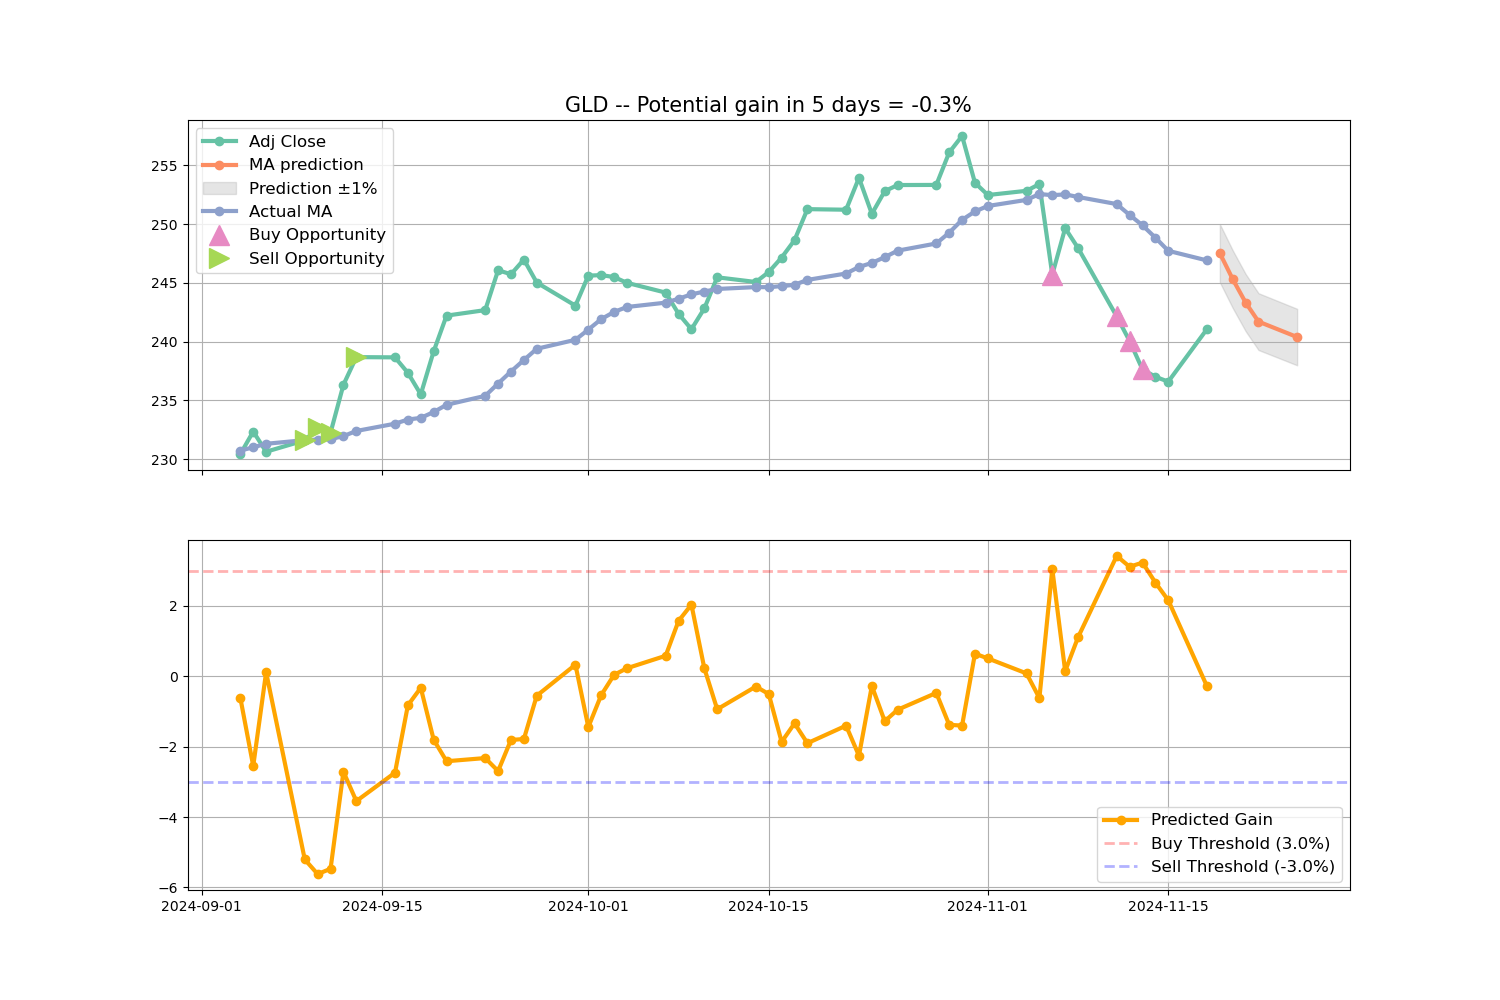 GLD -- Potential gain in 5 days = -0.3%
Adj Close
MA prediction
Prediction ±1%
Actual MA
Buy Opportunity
Sell Opportunity
255
250
245
240
235
230
2
0
−2
−4
−6
Predicted Gain
Buy Threshold (3.0%)
Sell Threshold (-3.0%)
2024-09-01 2024-09-15 2024-10-01 2024-10-15 2024-11-01 2024-11-15